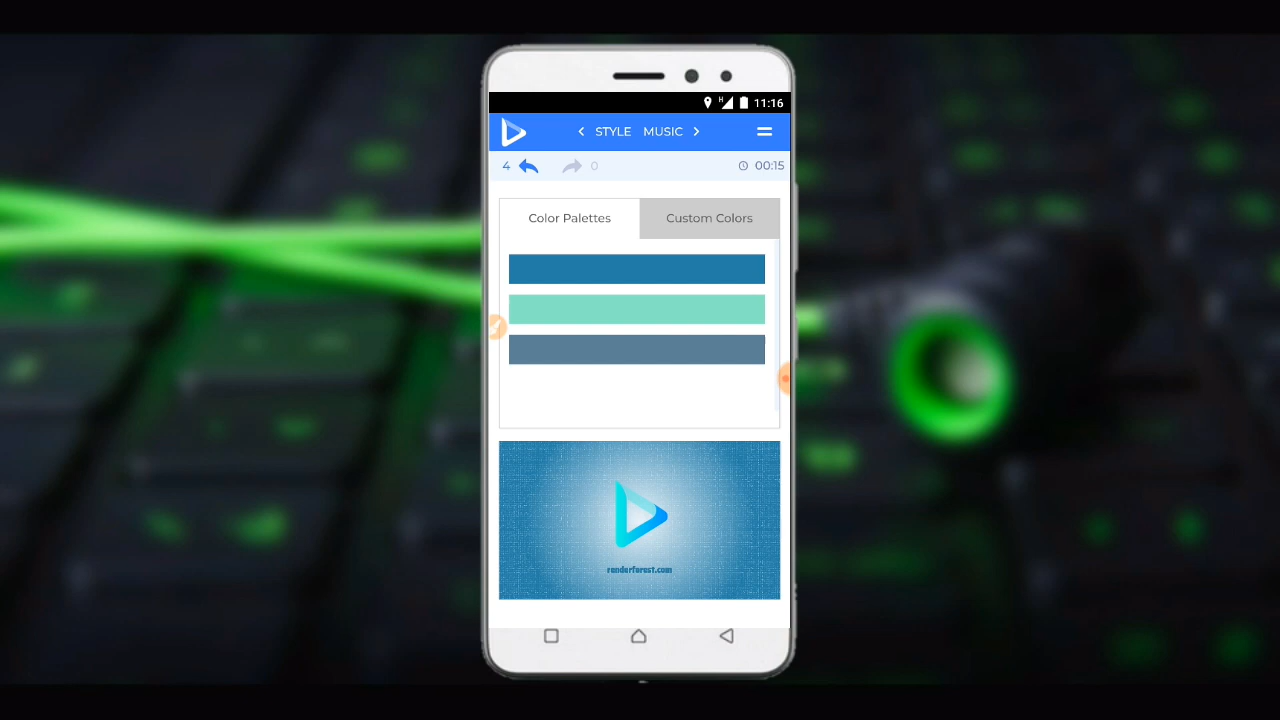 H 11:16
< STYLE MUSIC >
4 0 00:15
Color Palettes Custom Colors
renderforest.com